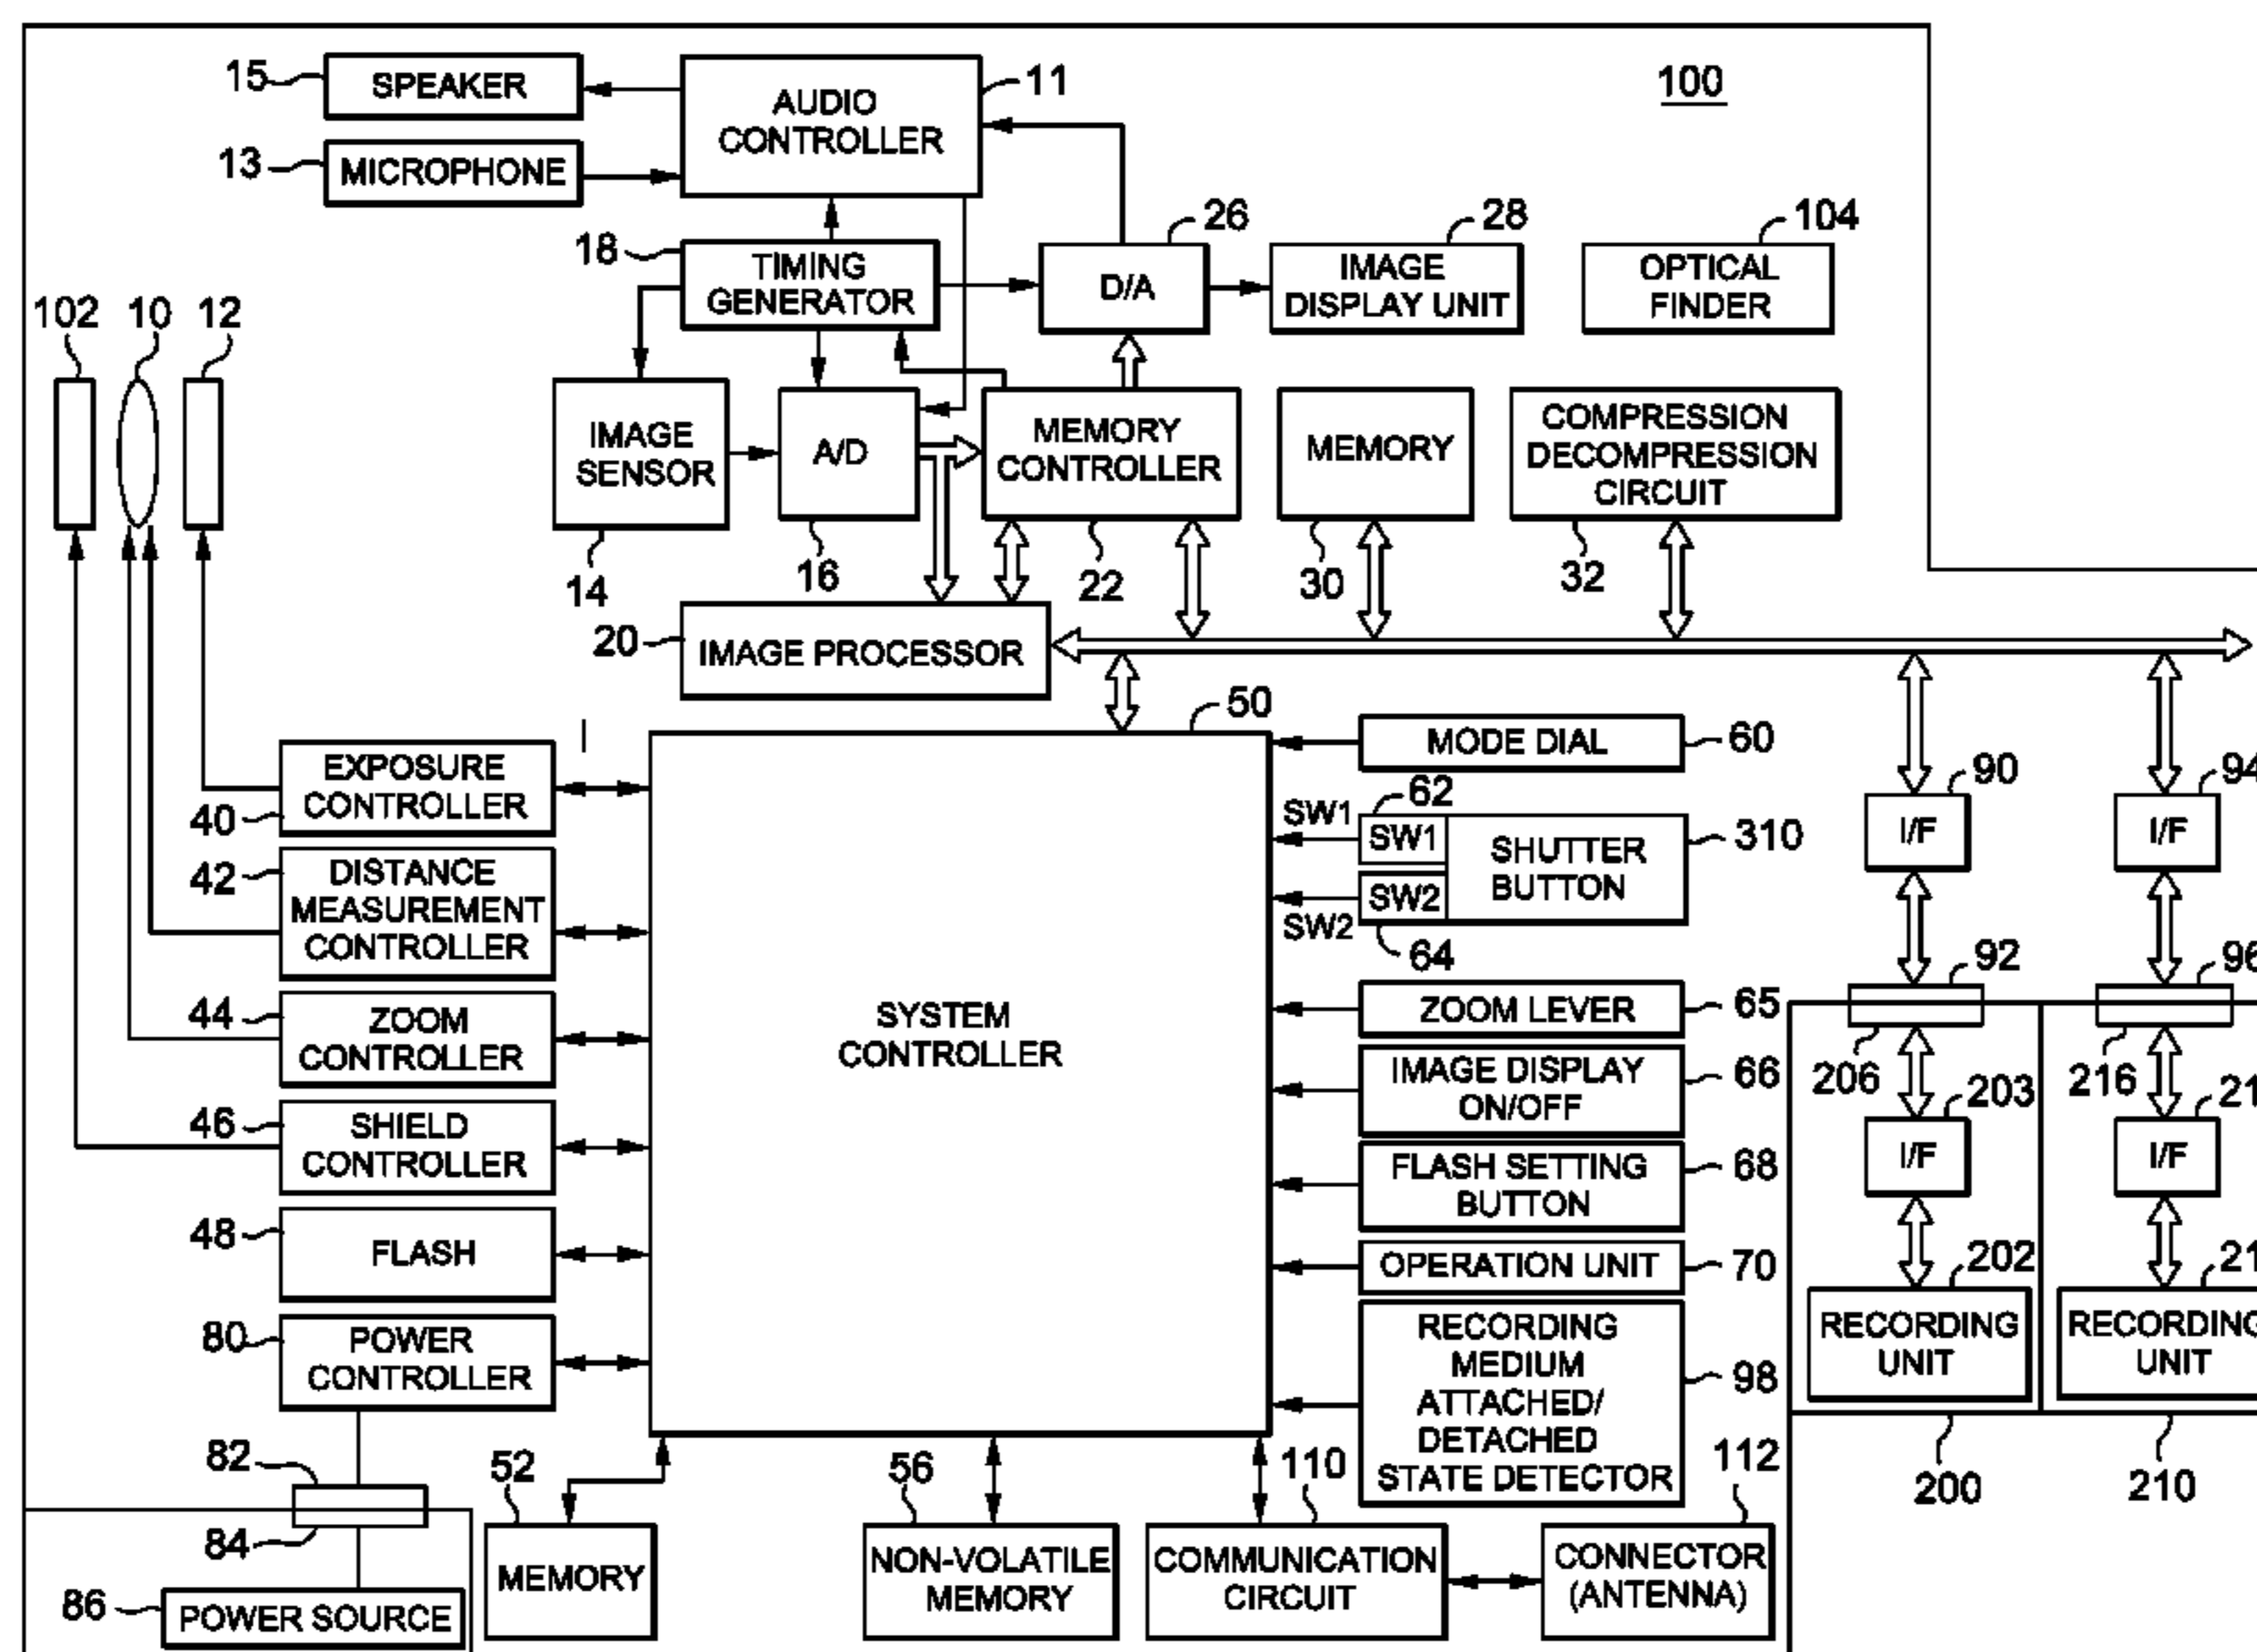 100
15
SPEAKER
AUDIO
CONTROLLER
11
13
MICROPHONE
18
TIMING
GENERATOR
26
D/A
28
IMAGE
DISPLAY UNIT
104
OPTICAL
FINDER
102
10
12
IMAGE
SENSOR
14
A/D
16
MEMORY
CONTROLLER
22
MEMORY
30
COMPRESSION
DECOMPRESSION
CIRCUIT
32
20
IMAGE PROCESSOR
50
SYSTEM
CONTROLLER
EXPOSURE
CONTROLLER
40
42
DISTANCE
MEASUREMENT
CONTROLLER
44
ZOOM
CONTROLLER
46
SHIELD
CONTROLLER
48
FLASH
80
POWER
CONTROLLER
82
84
86
POWER SOURCE
MODE DIAL
60
SW1
62
SW1
SHUTTER
BUTTON
310
SW2
SW2
64
ZOOM LEVER
65
IMAGE DISPLAY
ON/OFF
66
FLASH SETTING
BUTTON
68
OPERATION UNIT
70
RECORDING
MEDIUM
ATTACHED/
DETACHED
STATE DETECTOR
98
52
MEMORY
56
NON-VOLATILE
MEMORY
110
COMMUNICATION
CIRCUIT
112
CONNECTOR
(ANTENNA)
90
I/F
92
206
203
I/F
202
RECORDING
UNIT
200
94
I/F
96
216
I/F
RECORDING
UNIT
210